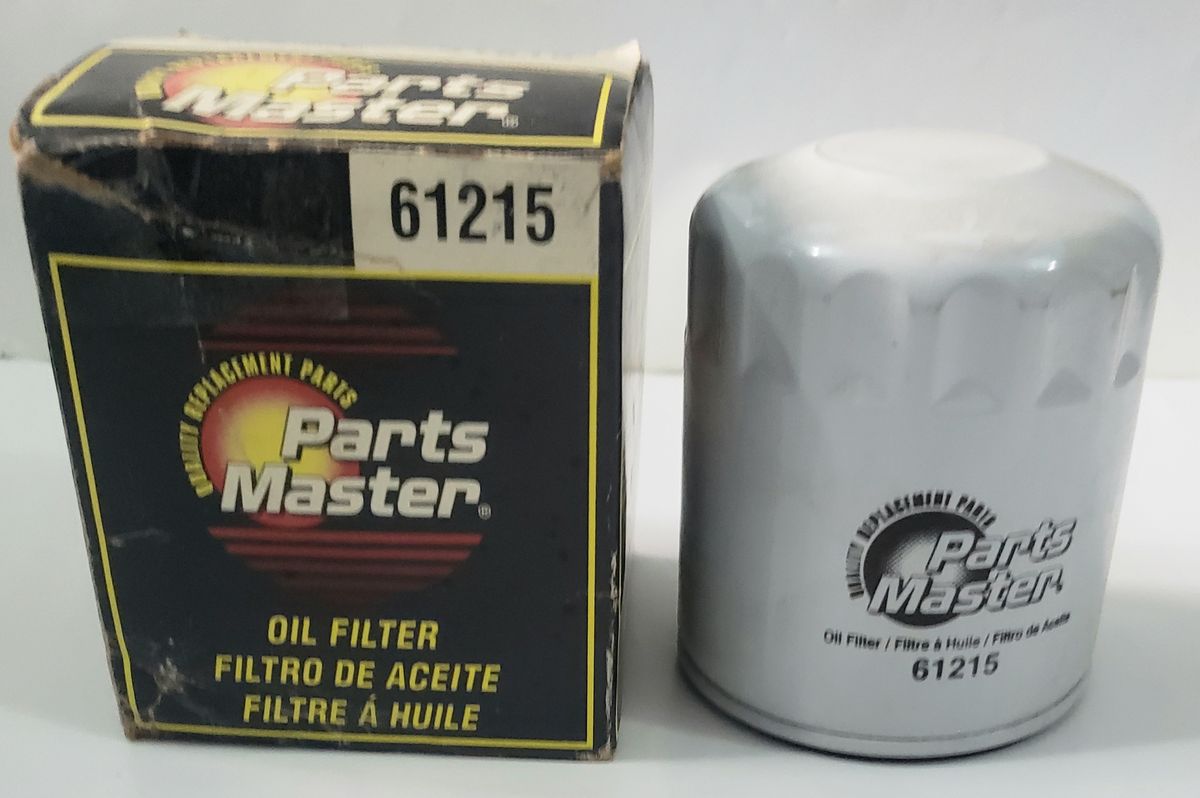 Parts
Master®
61215
QUALITY REPLACEMENT PARTS
Parts
Master®
OIL FILTER
FILTRO DE ACEITE
FILTRE À HUILE
QUALITY REPLACEMENT PARTS
Parts
Master
Oil Filter / Filtre à Huile / Filtro de Aceite
61215